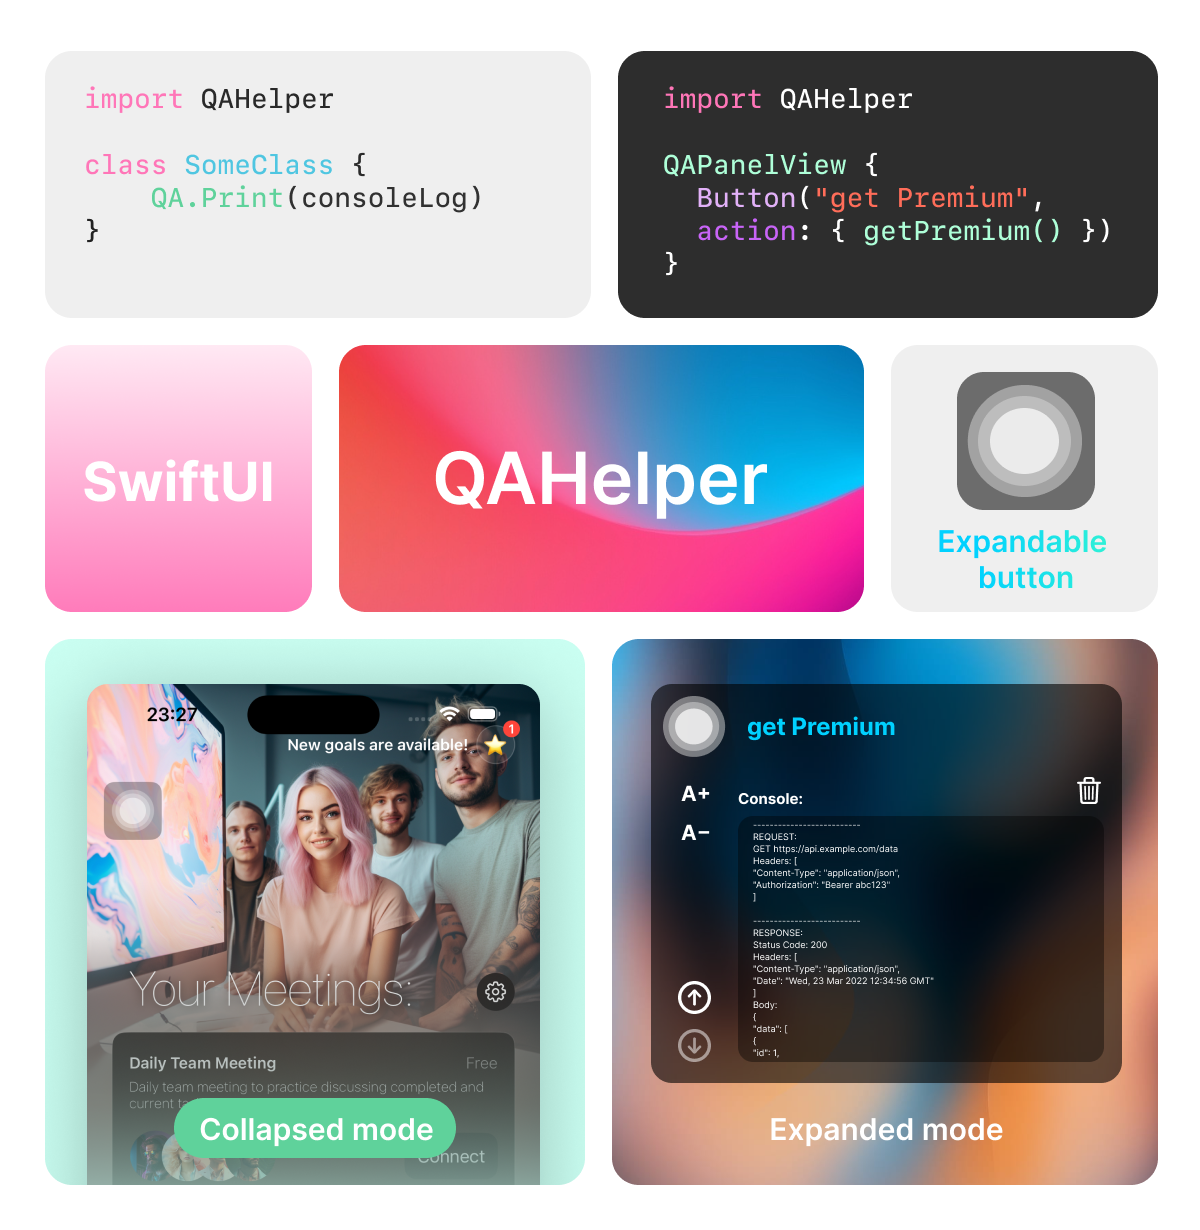 import QAHelper
class SomeClass {
    QA.Print(consoleLog)
}
import QAHelper
QAPanelView {
  Button("get Premium",
  action: { getPremium() })
}
SwiftUI
QAHelper
Expandable
button
23:27
1
New goals are available!
Your Meetings:
Daily Team Meeting
Free
Daily team meeting to practice discussing completed and
current
Collapsed mode
Connect
get Premium
A+
A−
Console:
--------------------------
REQUEST:
GET https://api.example.com/data
Headers: [
"Content-Type": "application/json",
"Authorization": "Bearer abc123"
]
--------------------------
RESPONSE:
Status Code: 200
Headers: [
"Content-Type": "application/json",
"Date": "Wed, 23 Mar 2022 12:34:56 GMT"
]
Body:
{
"data": [
{
"id": 1,
Expanded mode